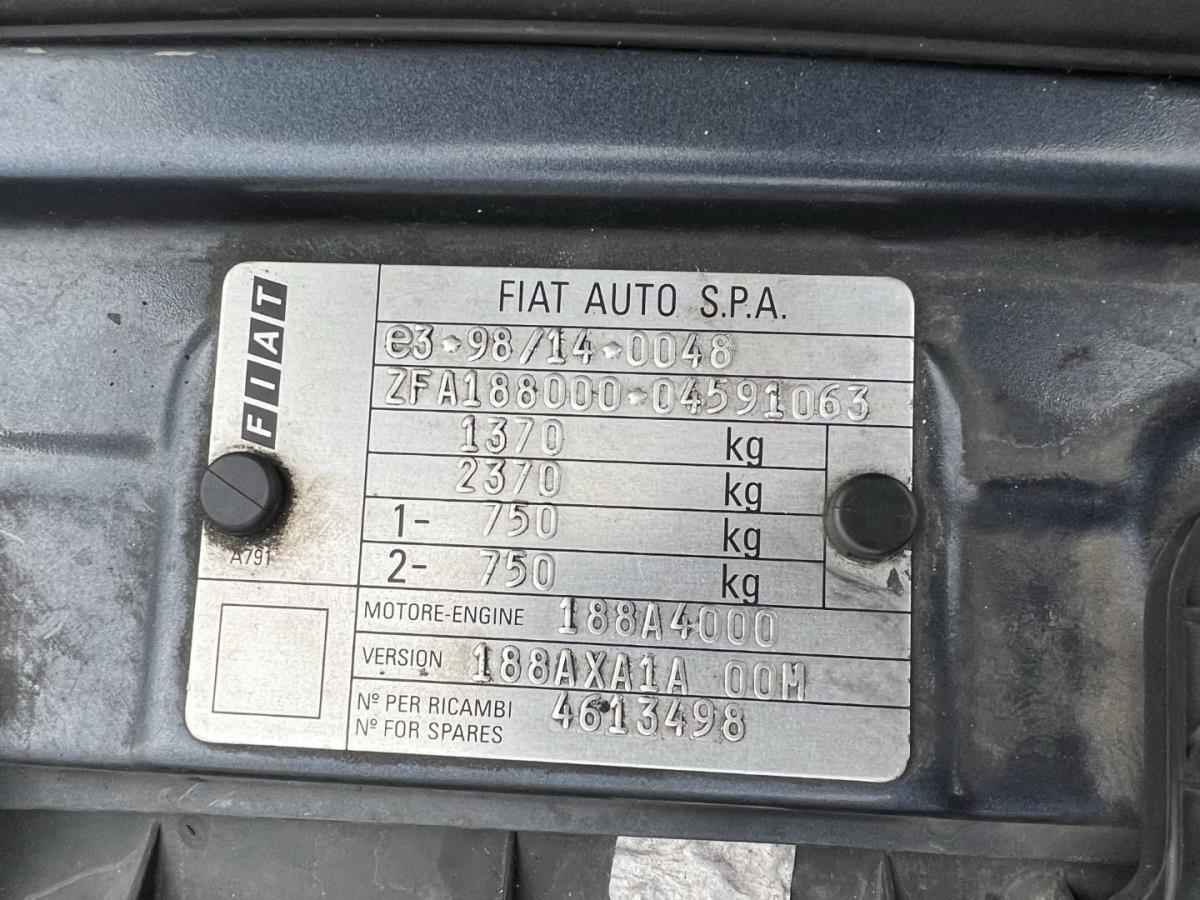 FIAT
FIAT AUTO S.P.A.
e3*98/14*0048
ZFA188000*04591063
1370 kg
2370 kg
1- 750 kg
2- 750 kg
A791
MOTORE-ENGINE 188A4000
VERSION 188AXA1A 00M
Nº PER RICAMBI
Nº FOR SPARES 4613498